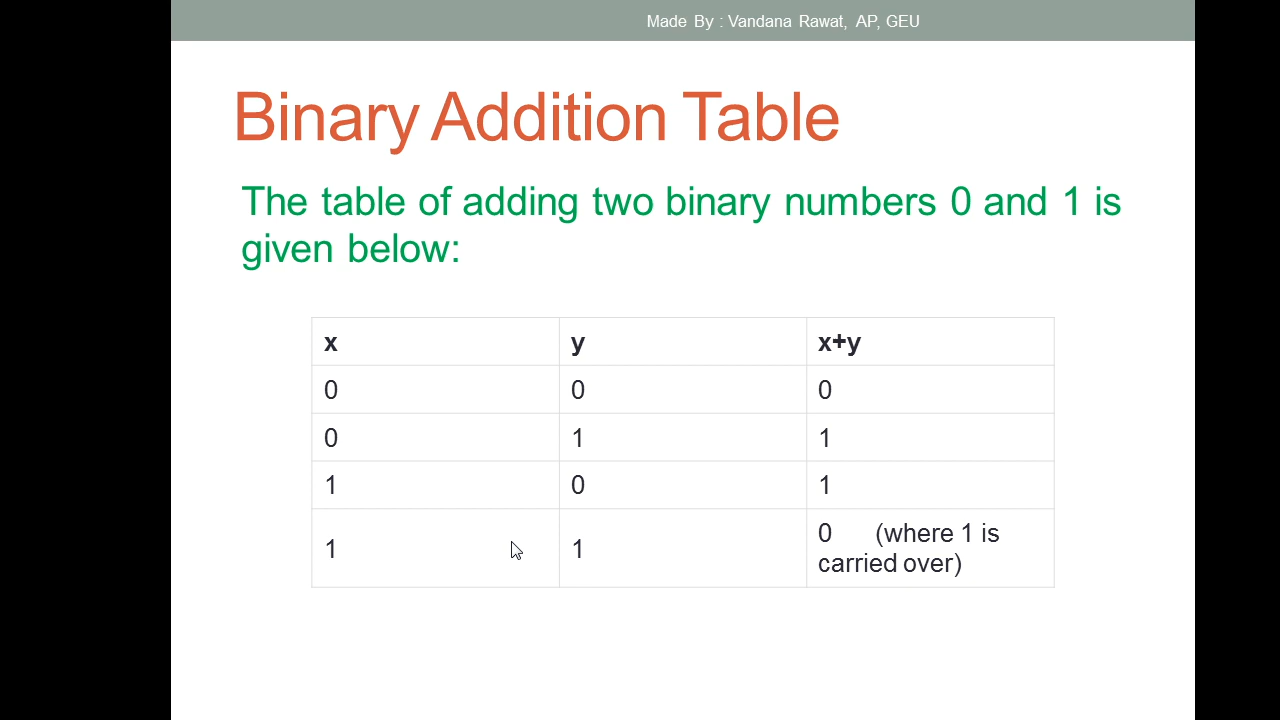 Made By : Vandana Rawat, AP, GEU
Binary Addition Table
The table of adding two binary numbers 0 and 1 is
given below:
x y x+y
0 0 0
0 1 1
1 0 1
1 1 0 (where 1 is
carried over)